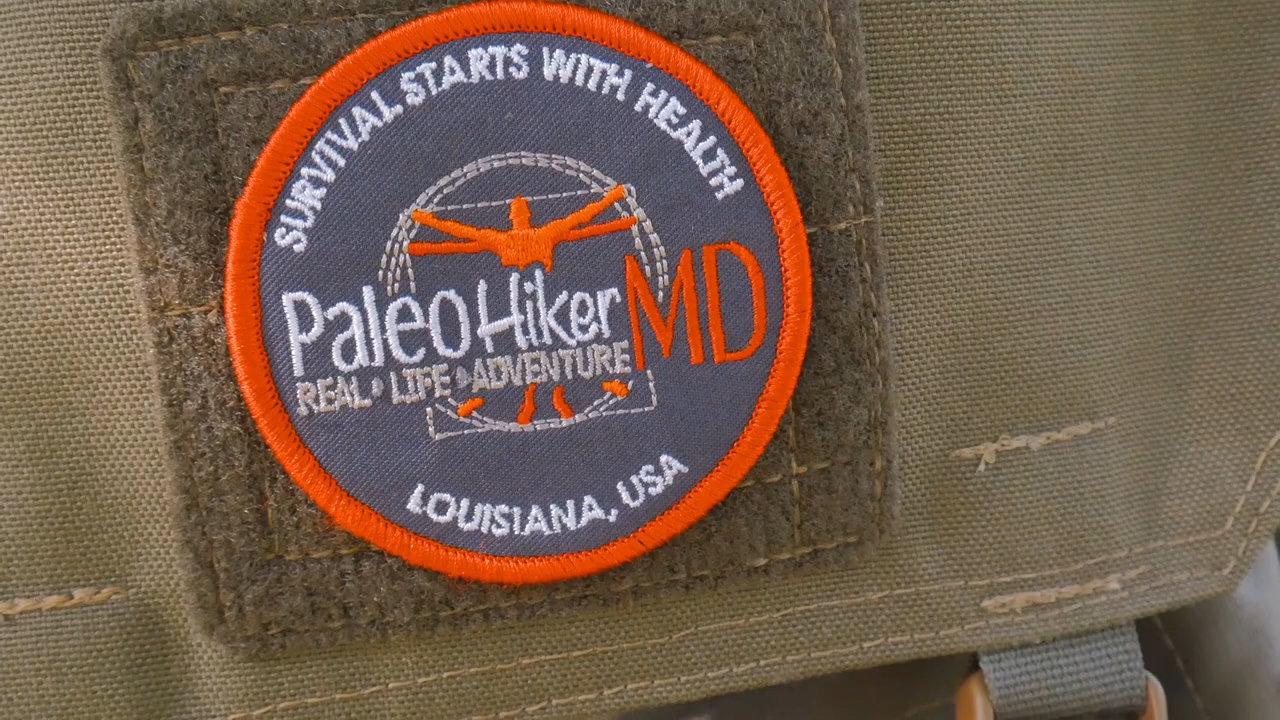 SURVIVAL STARTS WITH HEALTH
PaleoHikerMD
REAL • LIFE • ADVENTURE
LOUISIANA, USA